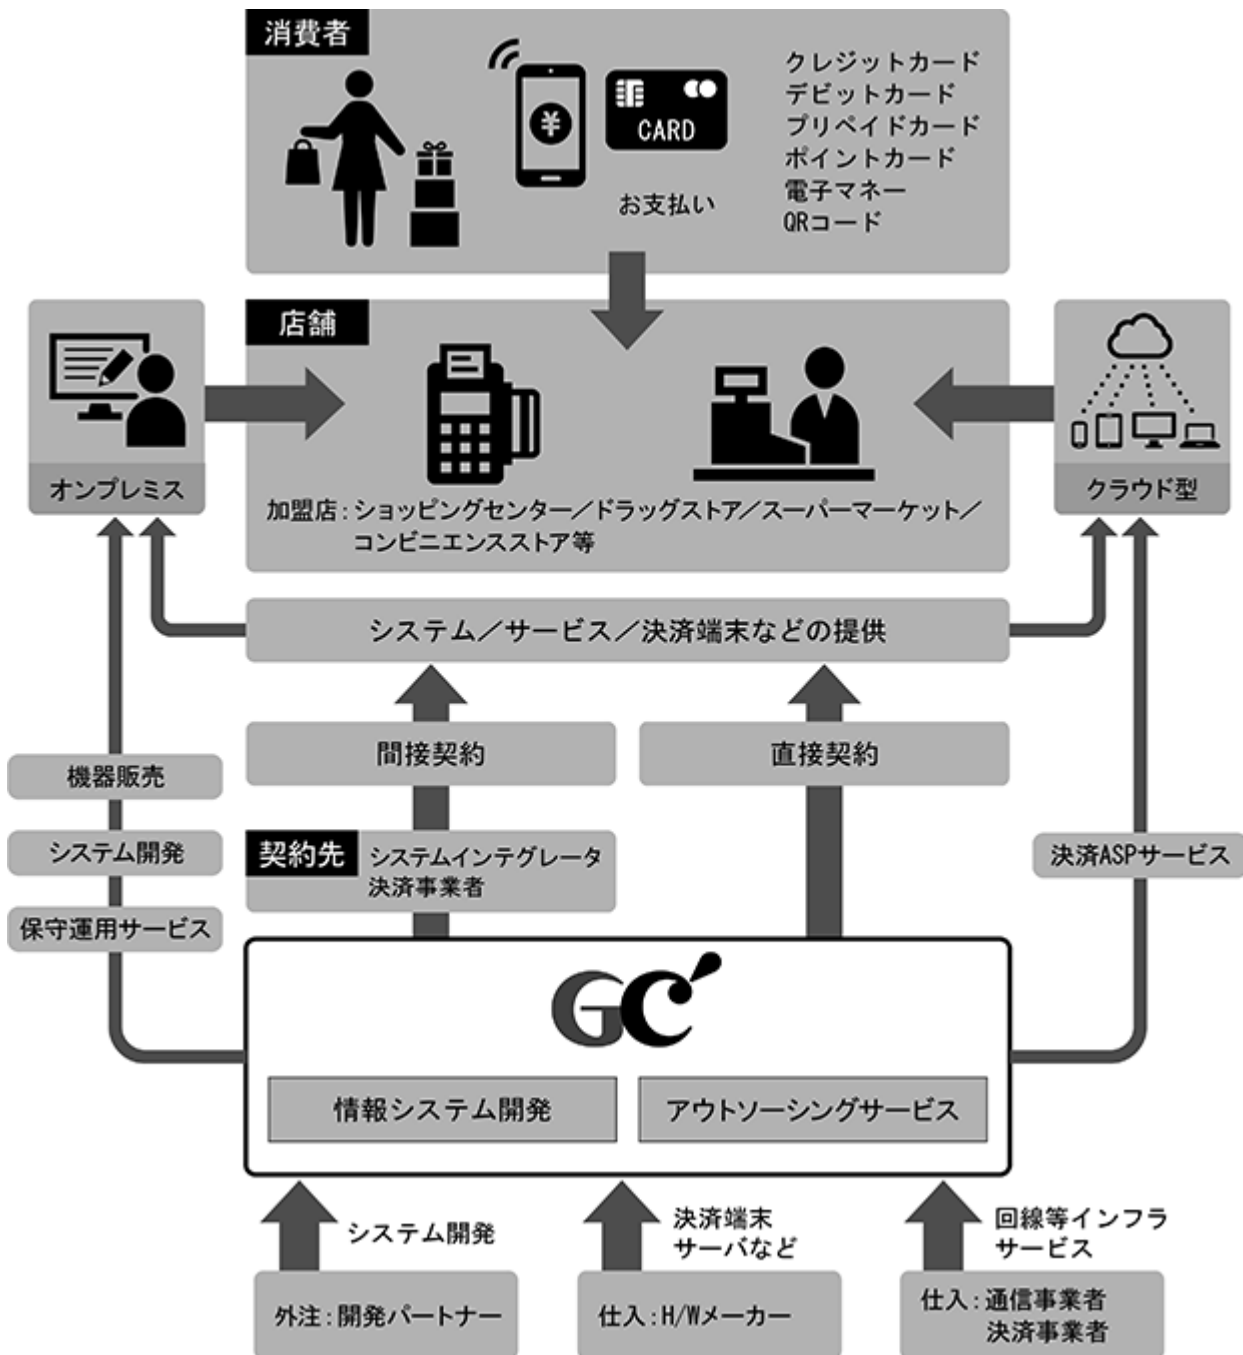 消費者
クレジットカード
デビットカード
プリペイドカード
ポイントカード
電子マネー
QRコード
¥
CARD
お支払い
店舗
オンプレミス
クラウド型
加盟店：ショッピングセンター／ドラッグストア／スーパーマーケット／
コンビニエンスストア等
システム／サービス／決済端末などの提供
間接契約
直接契約
機器販売
システム開発
保守運用サービス
契約先
システムインテグレータ
決済事業者
決済ASPサービス
GC
情報システム開発
アウトソーシングサービス
システム開発
決済端末
サーバなど
回線等インフラ
サービス
外注：開発パートナー
仕入：H/Wメーカー
仕入：通信事業者
決済事業者